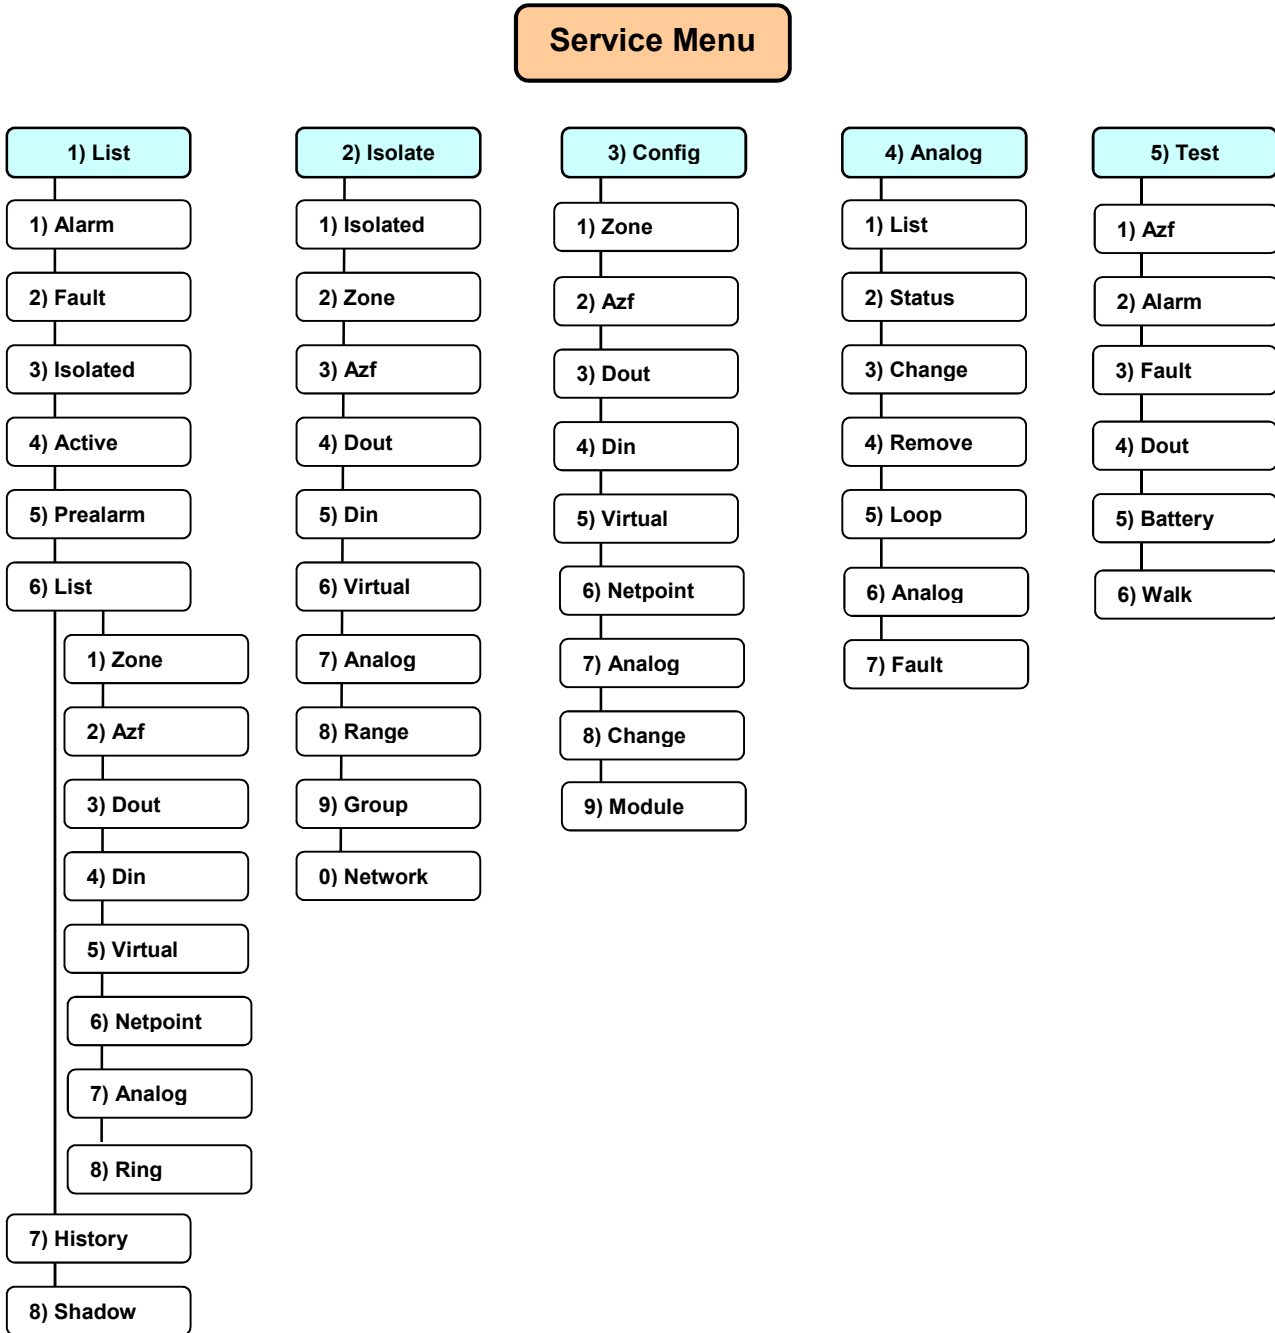 Service Menu
1) List
1) Alarm
2) Fault
3) Isolated
4) Active
5) Prealarm
6) List
1) Zone
2) Azf
3) Dout
4) Din
5) Virtual
6) Netpoint
7) Analog
8) Ring
7) History
8) Shadow
2) Isolate
1) Isolated
2) Zone
3) Azf
4) Dout
5) Din
6) Virtual
7) Analog
8) Range
9) Group
0) Network
3) Config
1) Zone
2) Azf
3) Dout
4) Din
5) Virtual
6) Netpoint
7) Analog
8) Change
9) Module
4) Analog
1) List
2) Status
3) Change
4) Remove
5) Loop
6) Analog
7) Fault
5) Test
1) Azf
2) Alarm
3) Fault
4) Dout
5) Battery
6) Walk